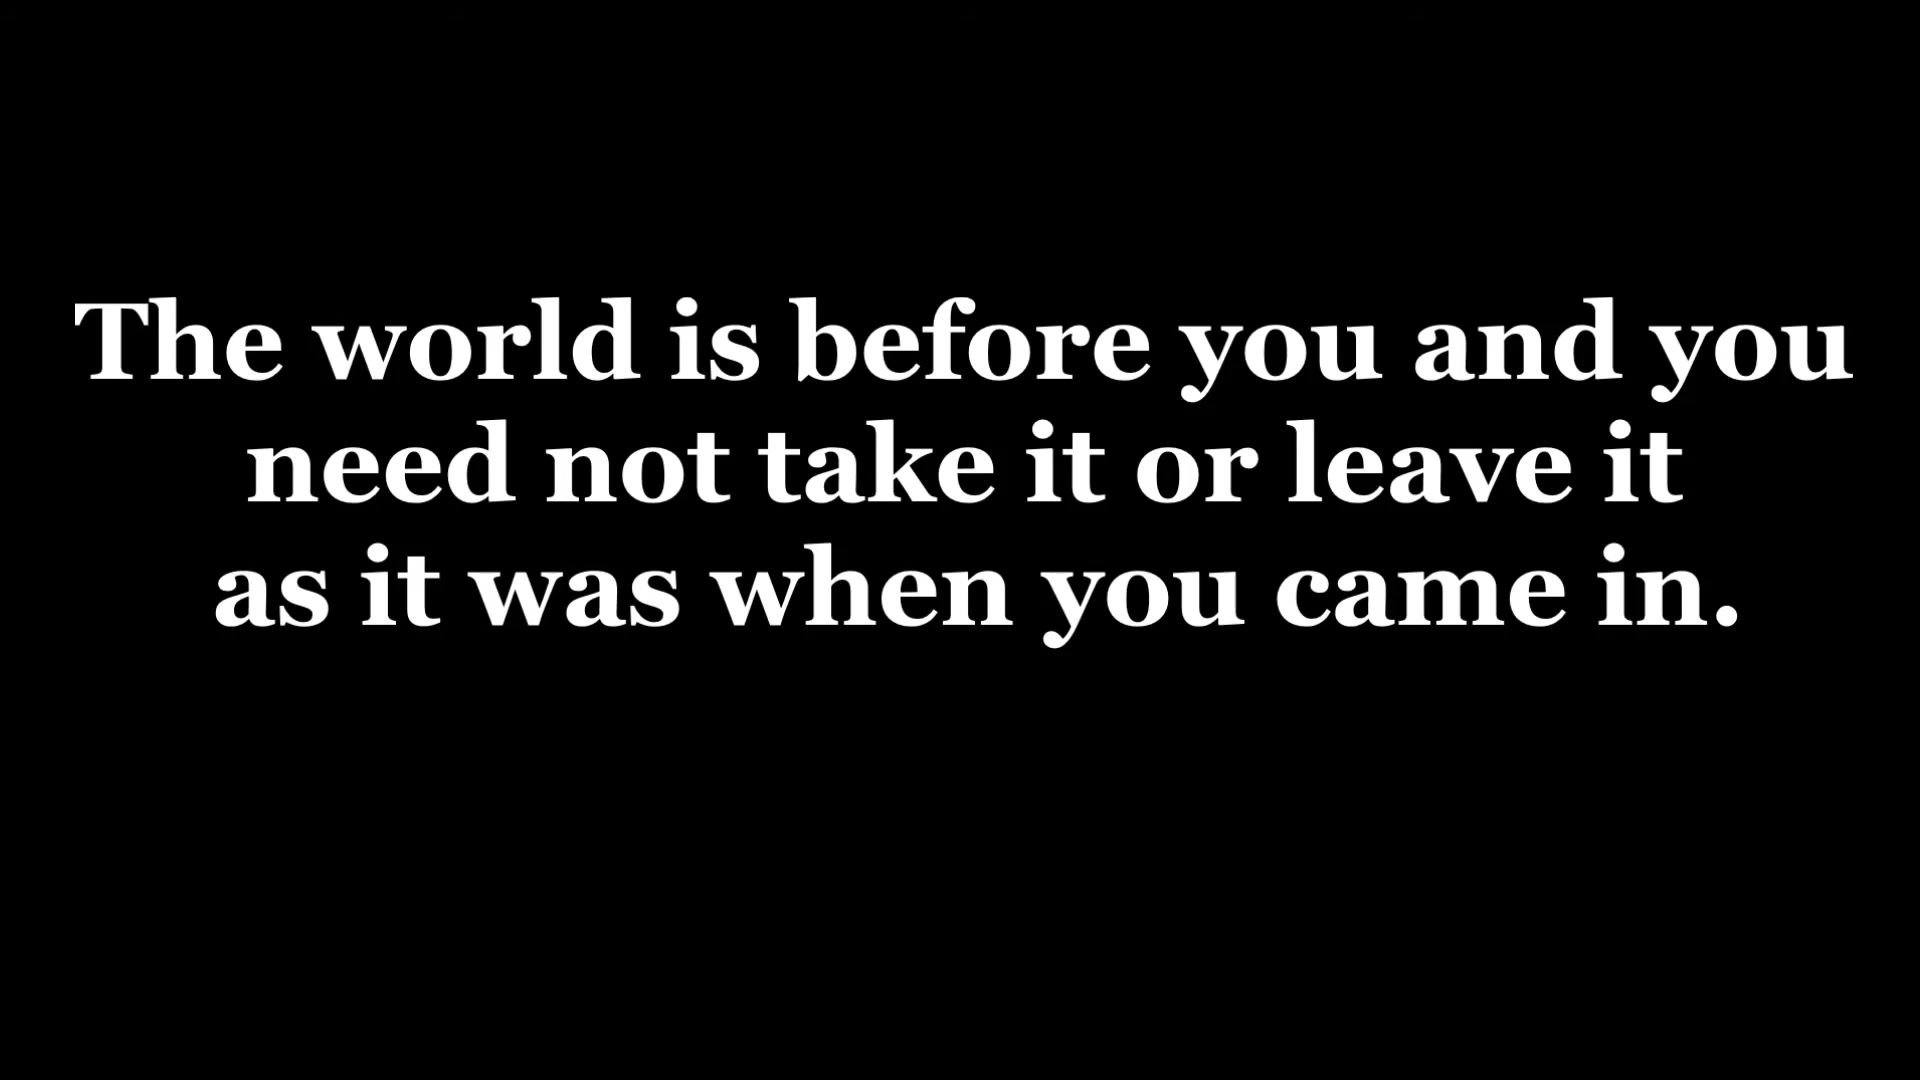 The world is before you and you
need not take it or leave it
as it was when you came in.